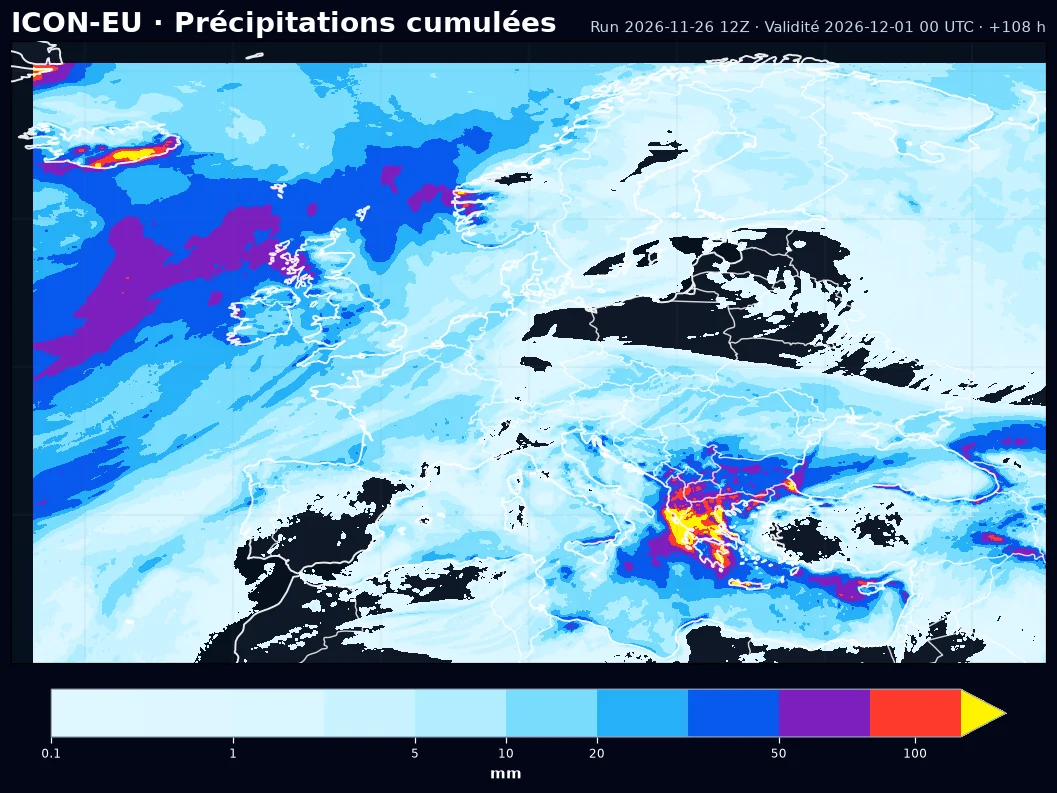 ICON-EU · Précipitations cumulées
Run 2026-11-26 12Z · Validité 2026-12-01 00 UTC · +108 h
0.1 1 5 10 20 50 100
mm